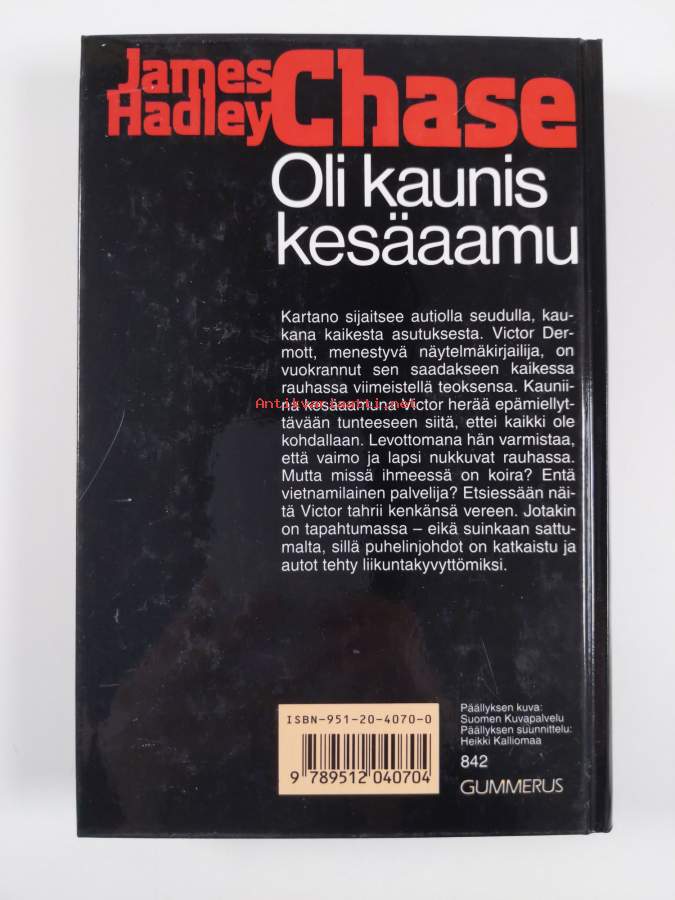 James
Hadley
Chase
Oli kaunis
kesäaamu
Kartano sijaitsee autiolla seudulla, kau-
kana kaikesta asutuksesta. Victor Der-
mott, menestyvä näytelmäkirjailija, on
vuokrannut sen saadakseen kaikessa
rauhassa viimeistellä teoksensa. Kaunii-
na kesäaamuna Victor herää epämiellyt-
tävään tunteeseen siitä, ettei kaikki ole
kohdallaan. Levottomana hän varmistaa,
että vaimo ja lapsi nukkuvat rauhassa.
Mutta missä ihmeessä on koira? Entä
vietnamilainen palvelija? Etsiessään näi-
tä Victor tahrii kenkänsä vereen. Jotakin
on tapahtumassa – eikä suinkaan sattu-
malta, sillä puhelinjohdot on katkaistu ja
autot tehty liikuntakyvyttömiksi.
Antikvariaatti.net
ISBN-951-20-4070-0
9 789512 040704
Päällyksen kuva:
Suomen Kuvapalvelu
Päällyksen suunnittelu:
Heikki Kalliomaa
842
GUMMERUS